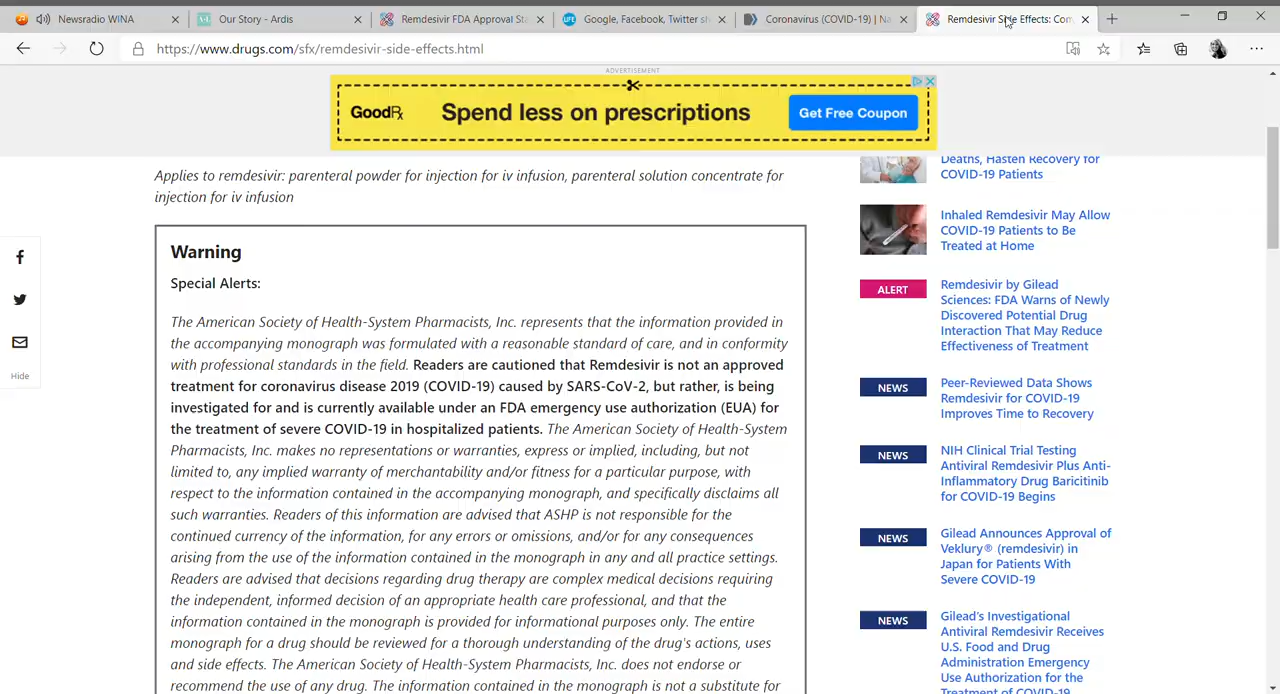 Newsradio WINA
Our Story - Ardis
Remdesivir FDA Approval Sta
Google, Facebook, Twitter sh
Coronavirus (COVID-19) | Na
Remdesivir Side Effects: Com
https://www.drugs.com/sfx/remdesivir-side-effects.html
ADVERTISEMENT
GoodRx
Spend less on prescriptions
Get Free Coupon
Applies to remdesivir: parenteral powder for injection for iv infusion, parenteral solution concentrate for
injection for iv infusion
Warning
Special Alerts:
The American Society of Health-System Pharmacists, Inc. represents that the information provided in
the accompanying monograph was formulated with a reasonable standard of care, and in conformity
with professional standards in the field. Readers are cautioned that Remdesivir is not an approved
treatment for coronavirus disease 2019 (COVID-19) caused by SARS-CoV-2, but rather, is being
investigated for and is currently available under an FDA emergency use authorization (EUA) for
the treatment of severe COVID-19 in hospitalized patients. The American Society of Health-System
Pharmacists, Inc. makes no representations or warranties, express or implied, including, but not
limited to, any implied warranty of merchantability and/or fitness for a particular purpose, with
respect to the information contained in the accompanying monograph, and specifically disclaims all
such warranties. Readers of this information are advised that ASHP is not responsible for the
continued currency of the information, for any errors or omissions, and/or for any consequences
arising from the use of the information contained in the monograph in any and all practice settings.
Readers are advised that decisions regarding drug therapy are complex medical decisions requiring
the independent, informed decision of an appropriate health care professional, and that the
information contained in the monograph is provided for informational purposes only. The entire
monograph for a drug should be reviewed for a thorough understanding of the drug's actions, uses
and side effects. The American Society of Health-System Pharmacists, Inc. does not endorse or
recommend the use of any drug. The information contained in the monograph is not a substitute for
Hide
Deaths, Hasten Recovery for
COVID-19 Patients
Inhaled Remdesivir May Allow
COVID-19 Patients to Be
Treated at Home
ALERT
Remdesivir by Gilead
Sciences: FDA Warns of Newly
Discovered Potential Drug
Interaction That May Reduce
Effectiveness of Treatment
NEWS
Peer-Reviewed Data Shows
Remdesivir for COVID-19
Improves Time to Recovery
NEWS
NIH Clinical Trial Testing
Antiviral Remdesivir Plus Anti-
Inflammatory Drug Baricitinib
for COVID-19 Begins
NEWS
Gilead Announces Approval of
Veklury® (remdesivir) in
Japan for Patients With
Severe COVID-19
NEWS
Gilead's Investigational
Antiviral Remdesivir Receives
U.S. Food and Drug
Administration Emergency
Use Authorization for the
Treatment of COVID-19